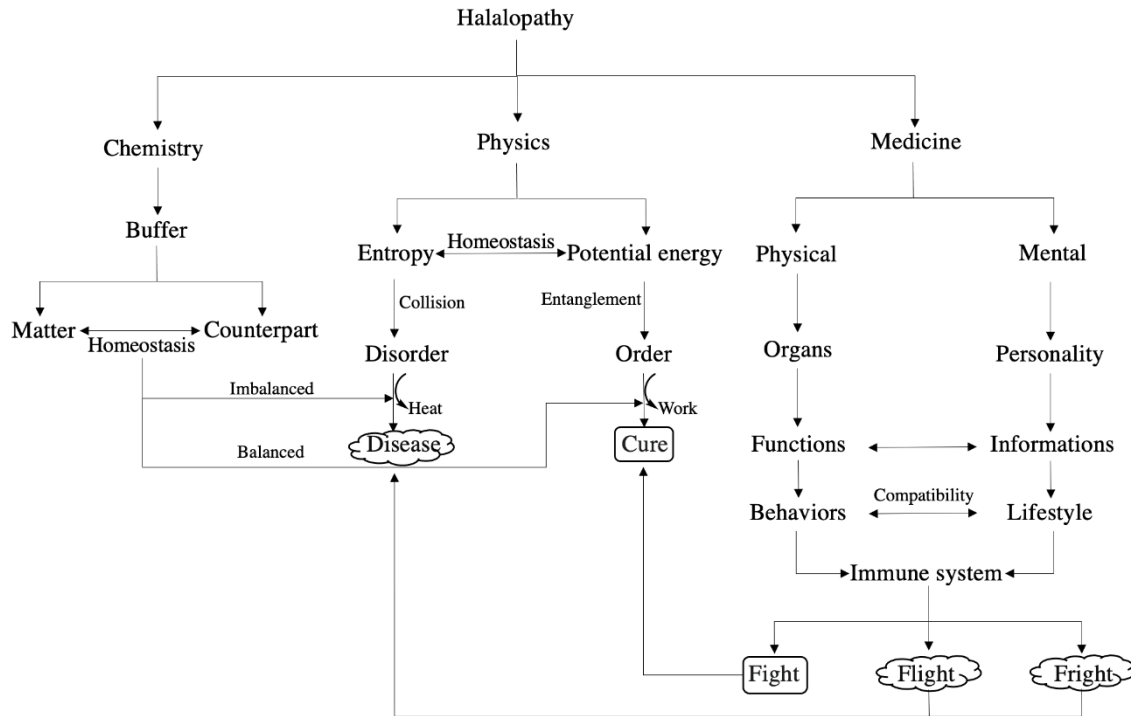 Halalopathy
Chemistry
Physics
Medicine
Buffer
Entropy
Homeostasis
Potential energy
Physical
Mental
Matter
Counterpart
Homeostasis
Collision
Entanglement
Disorder
Order
Organs
Personality
Imbalanced
Heat
Work
Balanced
Disease
Cure
Functions
Informations
Behaviors
Compatibility
Lifestyle
Immune system
Fight
Flight
Fright